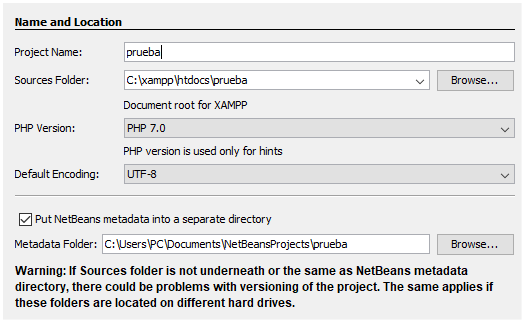 Name and Location
Project Name: prueba
Sources Folder: C:\xampp\htdocs\prueba Browse...
Document root for XAMPP
PHP Version: PHP 7.0
PHP version is used only for hints
Default Encoding: UTF-8
Put NetBeans metadata into a separate directory
Metadata Folder: C:\Users\PC\Documents\NetBeansProjects\prueba Browse...
Warning: If Sources folder is not underneath or the same as NetBeans metadata
directory, there could be problems with versioning of the project. The same applies if
these folders are located on different hard drives.